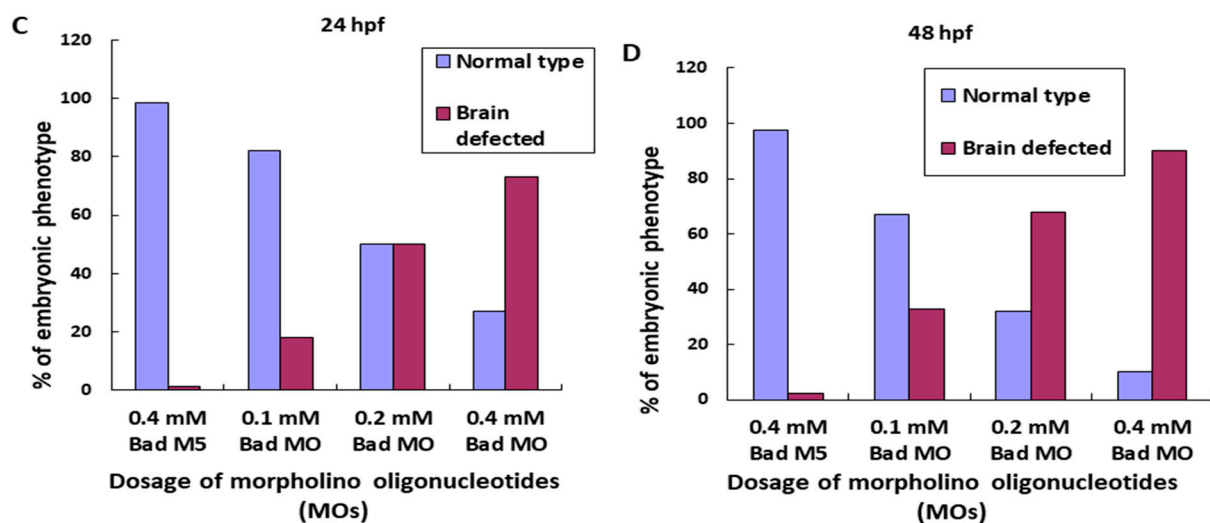 C
24 hpf
% of embryonic phenotype
120
100
80
60
40
20
0
Normal type
Brain
defected
0.4 mM
Bad M5
0.1 mM
Bad MO
0.2 mM
Bad MO
0.4 mM
Bad MO
Dosage of morpholino oligonucleotides
(MOs)
D
48 hpf
% of embryonic phenotype
120
100
80
60
40
20
0
Normal type
Brain defected
0.4 mM
Bad M5
0.1 mM
Bad MO
0.2 mM
Bad MO
0.4 mM
Bad MO
Dosage of morpholino oligonucleotides
(MOs)